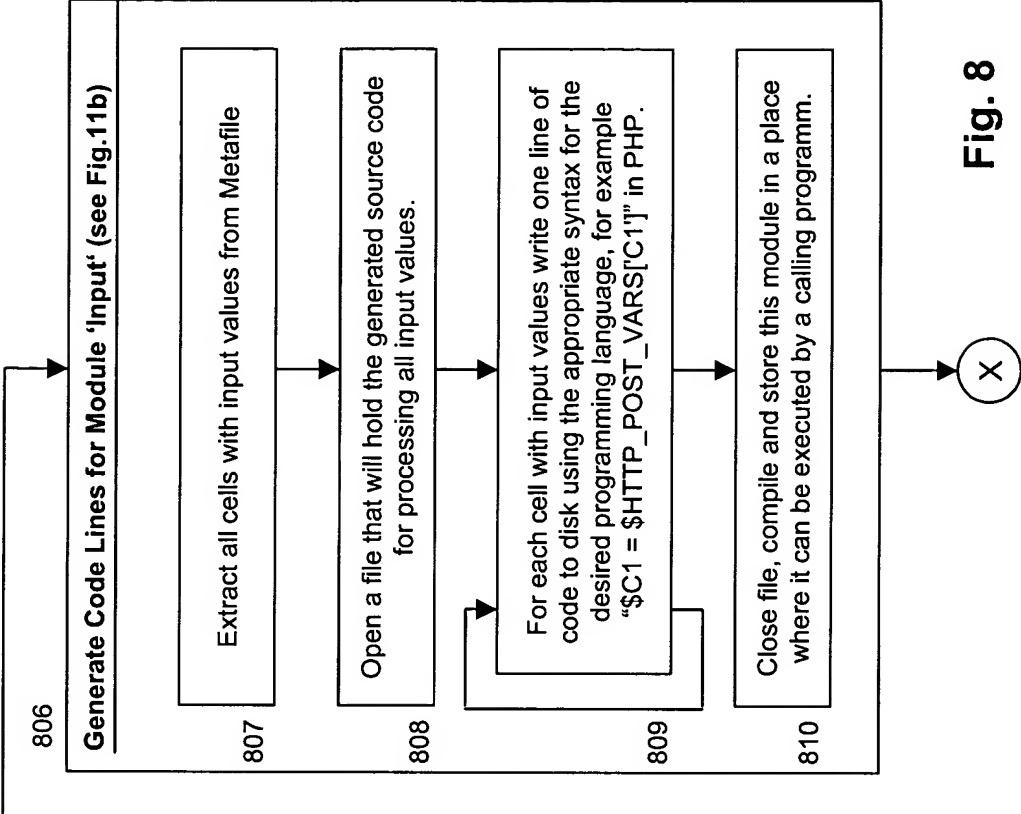 806
Generate Code Lines for Module ‘Input‘ (see Fig.11b)
807
Extract all cells with input values from Metafile
808
Open a file that will hold the generated source code
for processing all input values.
809
For each cell with input values write one line of
code to disk using the appropriate syntax for the
desired programming language, for example
“$C1 = $HTTP_POST_VARS['C1']” in PHP.
810
Close file, compile and store this module in a place
where it can be executed by a calling programm.
X
Fig. 8